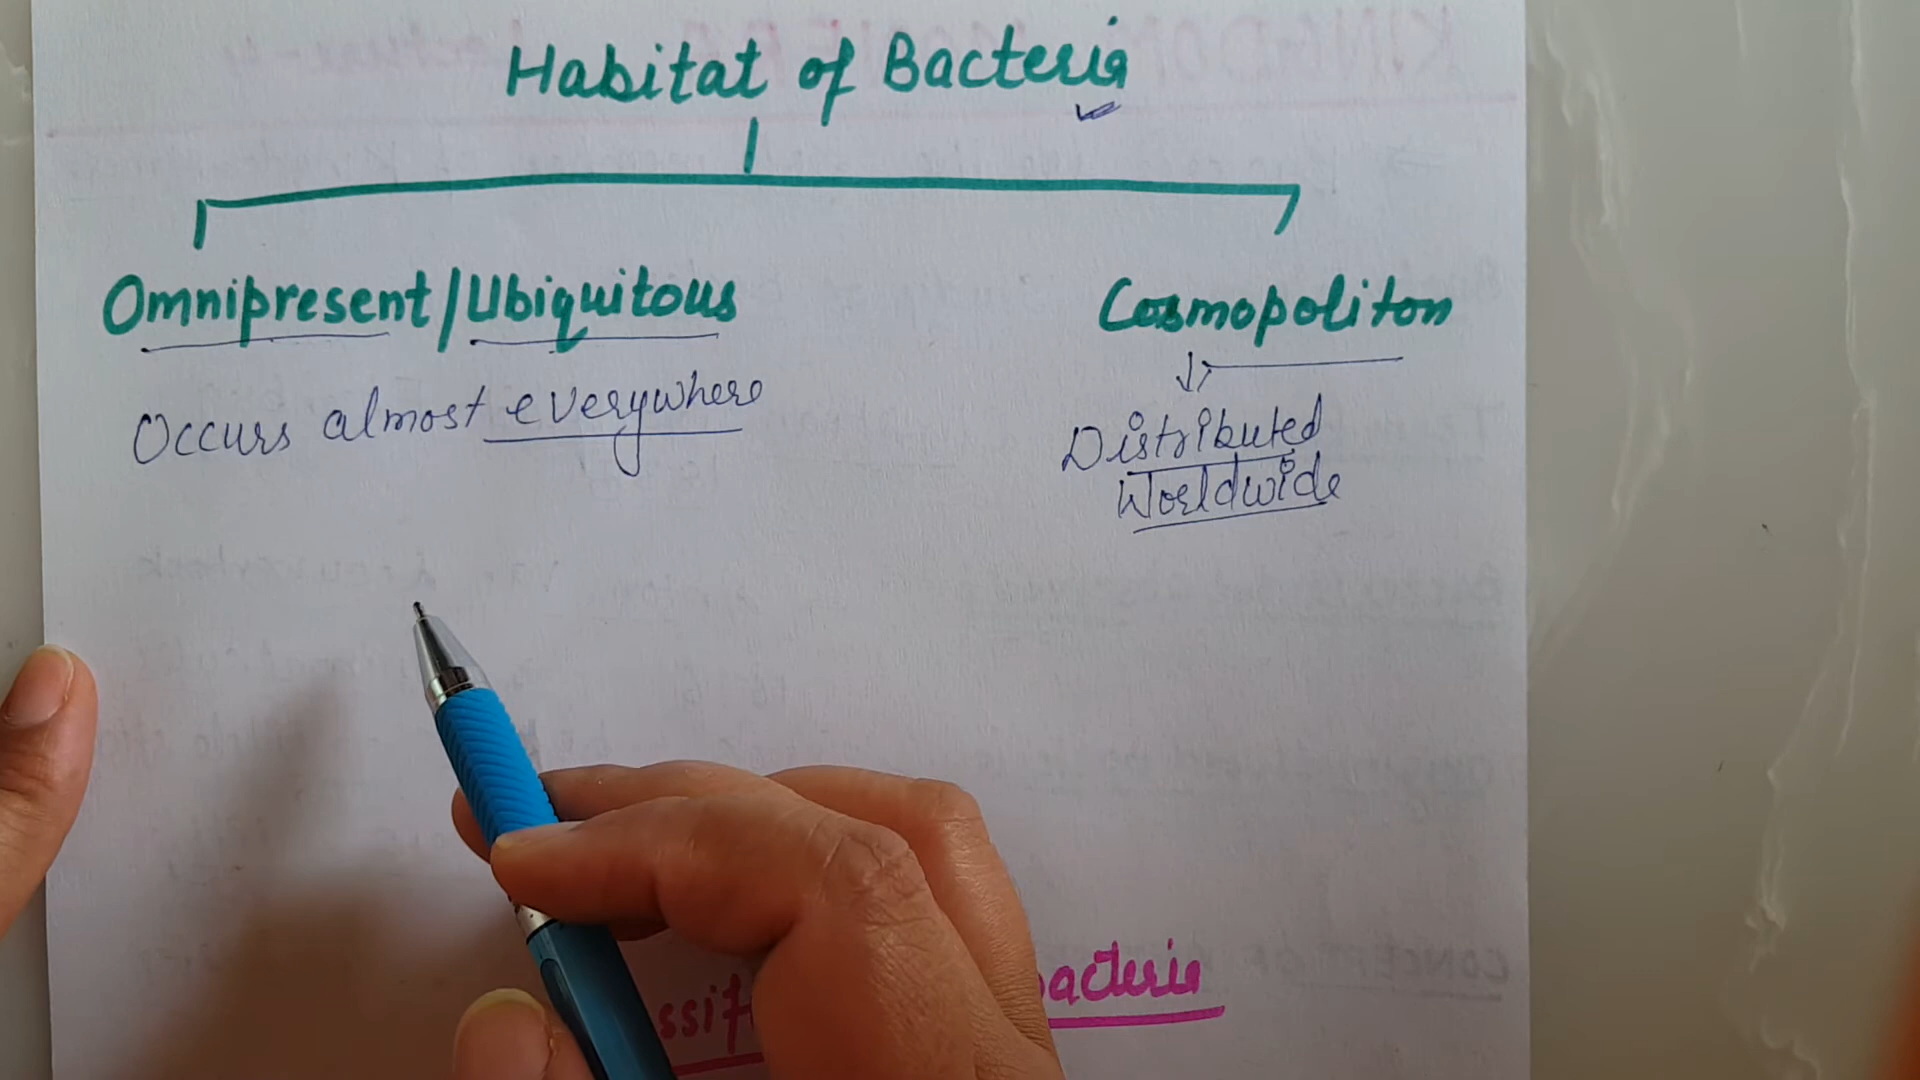 Habitat of Bacteria
Omnipresent/Ubiquitous
Cosmopoliton
Occurs almost everywhere
Distributed
Worldwide
bacteria